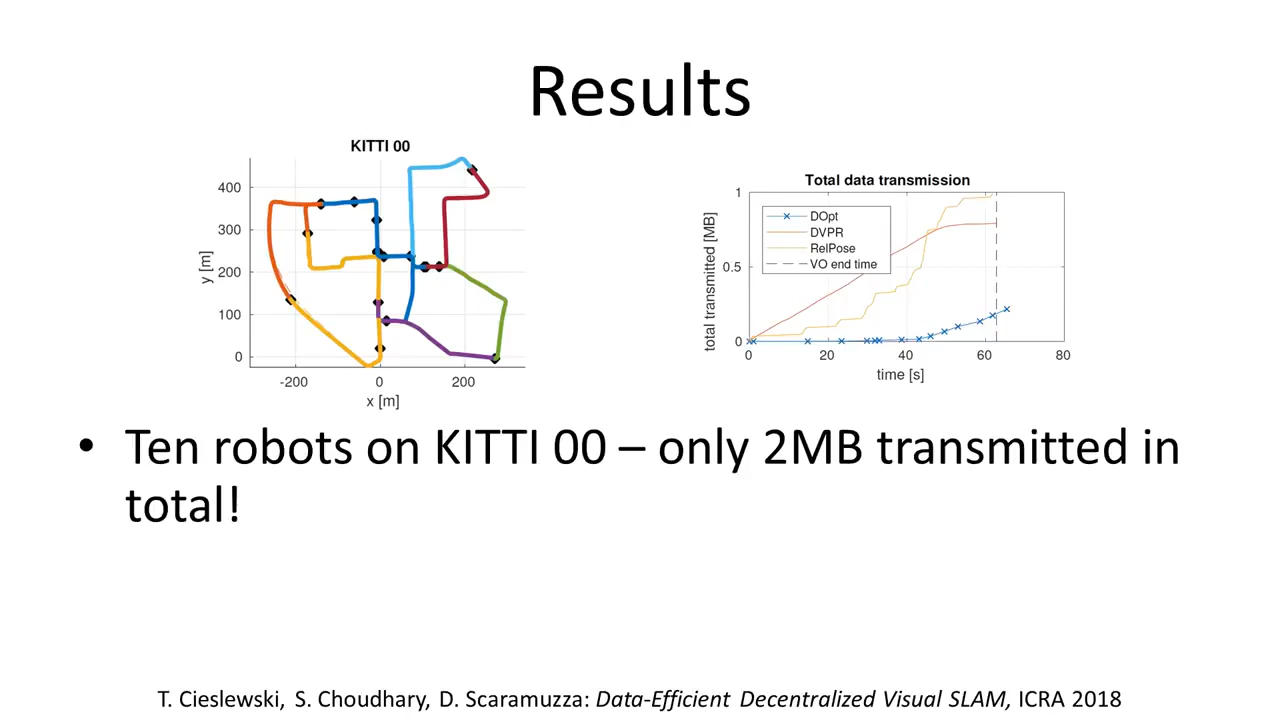 Results
KITTI 00
400
300
200
100
0
y [m]
-200
0
200
x [m]
Total data transmission
1
0.5
0
total transmitted [MB]
DOpt
DVPR
RelPose
VO end time
0
20
40
60
80
time [s]
• Ten robots on KITTI 00 – only 2MB transmitted in
total!
T. Cieslewski, S. Choudhary, D. Scaramuzza: Data-Efficient Decentralized Visual SLAM, ICRA 2018